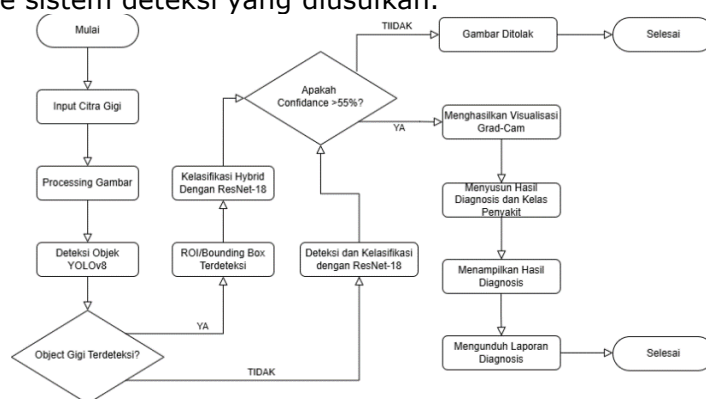 e sistem deteksi yang diusulkan.
Mulai
Input Citra Gigi
Processing Gambar
Deteksi Objek
YOLOv8
Object Gigi Terdeteksi?
YA
TIDAK
ROI/Bounding Box
Terdeteksi
Kelasifikasi Hybrid
Dengan ResNet-18
Deteksi dan Kelasifikasi
dengan ResNet-18
Apakah
Confidance >55%?
TIIDAK
Gambar Ditolak
Selesai
YA
Menghasilkan Visualisasi
Grad-Cam
Menyusun Hasil
Diagnosis dan Kelas
Penyakit
Menampilkan Hasil
Diagnosis
Mengunduh Laporan
Diagnosis
Selesai